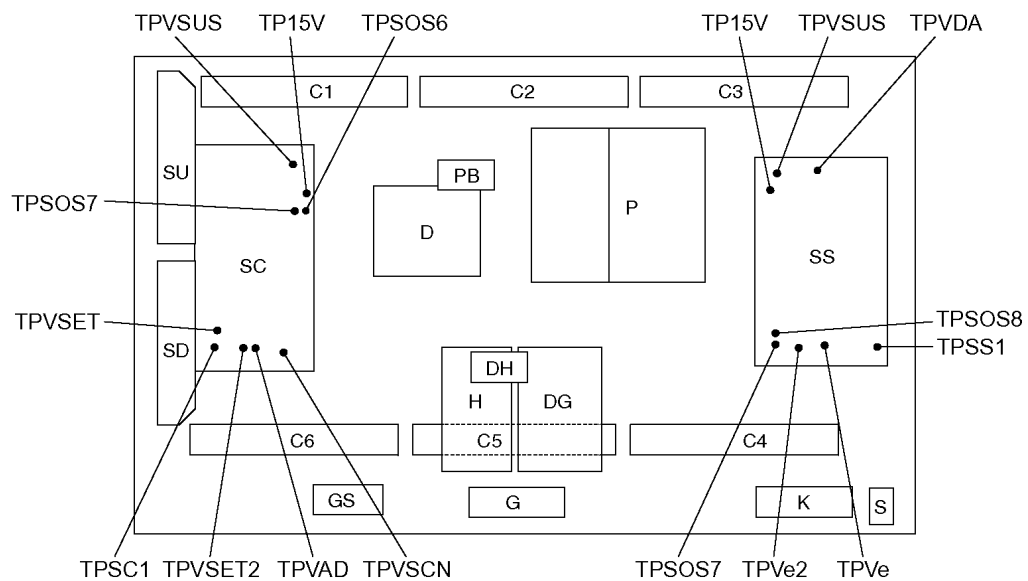 TPVSUS TP15V TPSOS6 TP15V TPVSUS TPVDA
C1 C2 C3
SU PB
TPSOS7 D P
SC SS
TPVSET TPSOS8
SD TPSS1
DH
H DG
C6 C5 C4
GS G K S
TPSC1 TPVSET2 TPVAD TPVSCN TPSOS7 TPVe2 TPVe